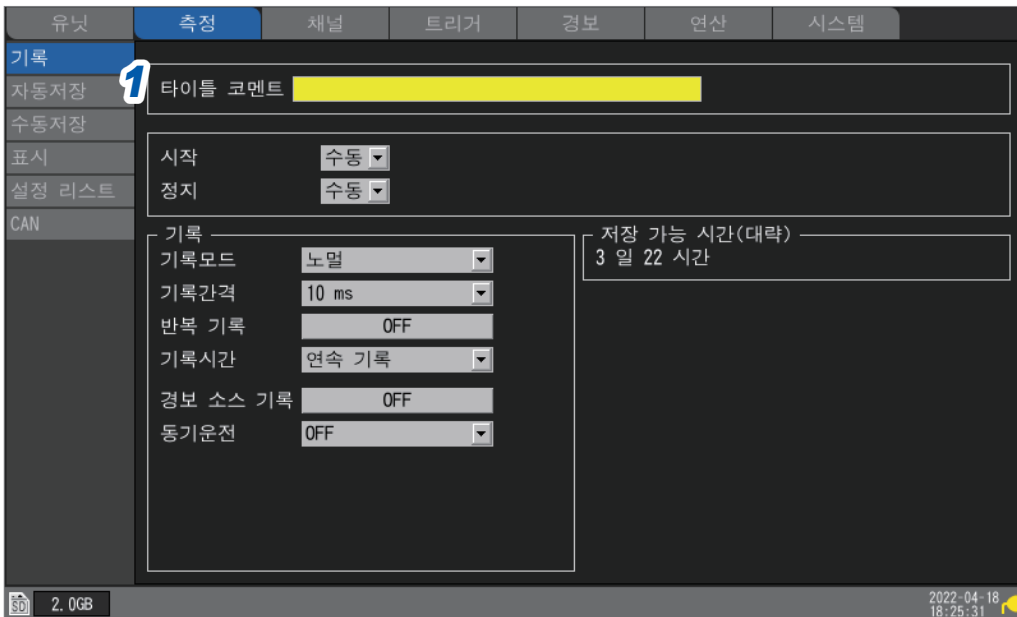 유닛 측정 채널 트리거 경보 연산 시스템
기록
자동저장
수동저장
표시
설정 리스트
CAN
1
타이틀 코멘트
시작 수동
정지 수동
기록
기록모드 노멀
기록간격 10 ms
반복 기록 OFF
기록시간 연속 기록
경보 소스 기록 OFF
동기운전 OFF
저장 가능 시간(대략)
3 일 22 시간
SD 2.0GB
2022-04-18
18:25:31